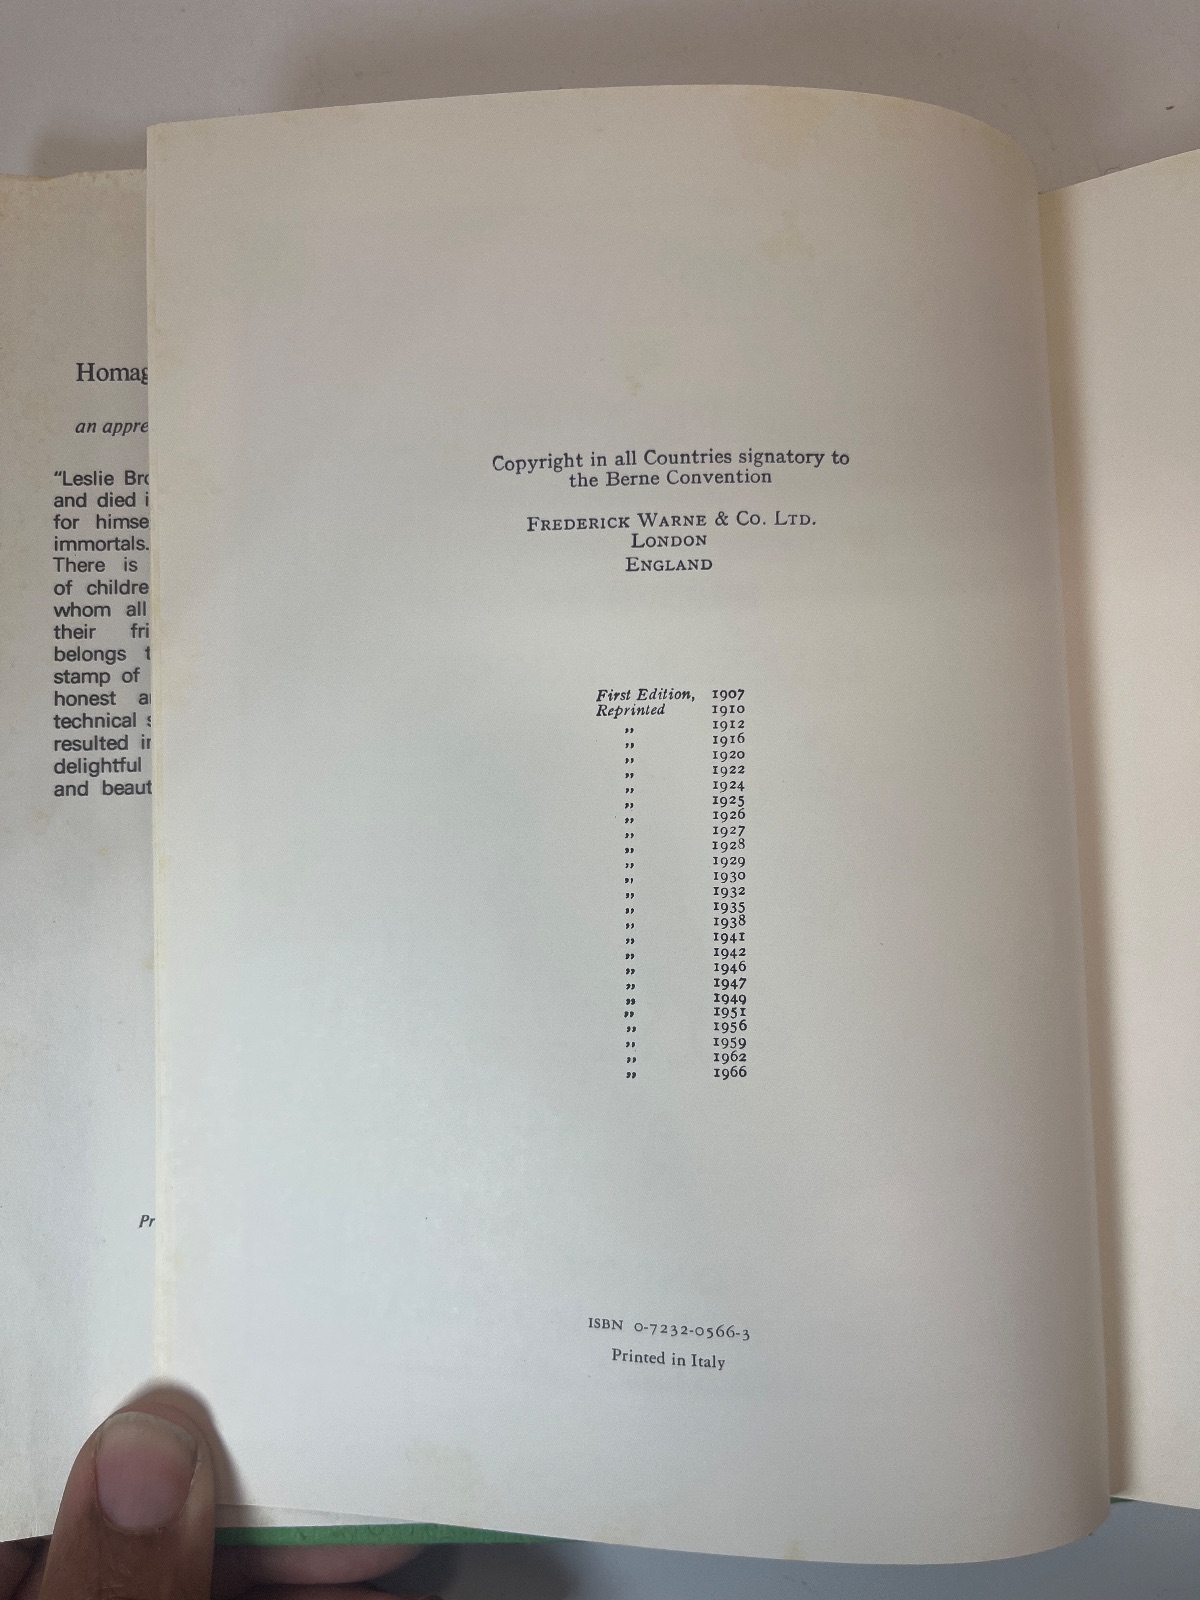 Homag
an appre
“Leslie Bro
and died i
for himse
immortals.
There is
of childre
whom all
their fri
belongs t
stamp of
honest a
technical s
resulted in
delightful
and beaut
Pr
Copyright in all Countries signatory to
the Berne Convention
Frederick Warne & Co. Ltd.
London
England
First Edition, 1907
Reprinted 1910
„ 1912
„ 1916
„ 1920
„ 1922
„ 1924
„ 1925
„ 1926
„ 1927
„ 1928
„ 1929
„ 1930
„ 1932
„ 1935
„ 1938
„ 1941
„ 1942
„ 1946
„ 1947
„ 1949
„ 1951
„ 1956
„ 1959
„ 1962
„ 1966
ISBN 0-7232-0566-3
Printed in Italy